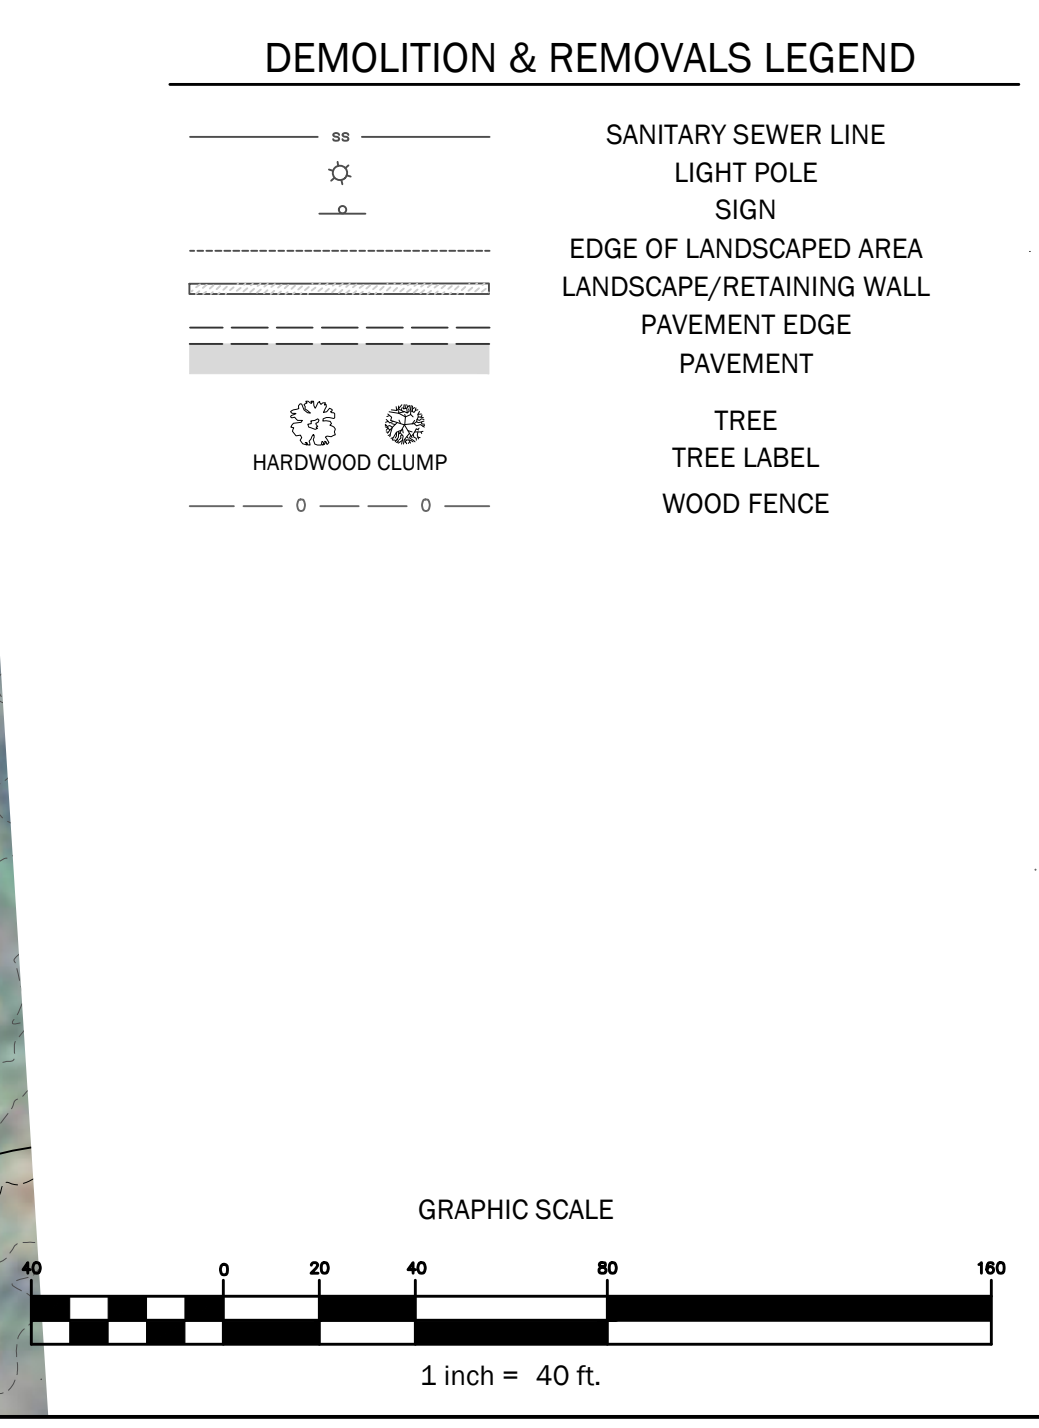 DEMOLITION & REMOVALS LEGEND
SS SANITARY SEWER LINE
LIGHT POLE
SIGN
EDGE OF LANDSCAPED AREA
LANDSCAPE/RETAINING WALL
PAVEMENT EDGE
PAVEMENT
TREE
HARDWOOD CLUMP TREE LABEL
0 0 WOOD FENCE
GRAPHIC SCALE
40 0 20 40 80 160
1 inch = 40 ft.